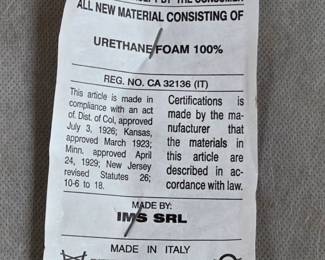 BY THE CONSUMER
ALL NEW MATERIAL CONSISTING OF
URETHANE FOAM 100%
REG. NO. CA 32136 (IT)
This article is made in
compliance with an act
of. Dist. of Col, approved
July 3, 1926; Kansas,
approved March 1923;
Minn. approved April
24, 1929; New Jersey
revised Statutes 26;
10-6 to 18.
Certifications is
made by the ma-
nufacturer that
the materials in
this article are
described in ac-
cordance with law.
MADE BY:
IMS SRL
MADE IN ITALY